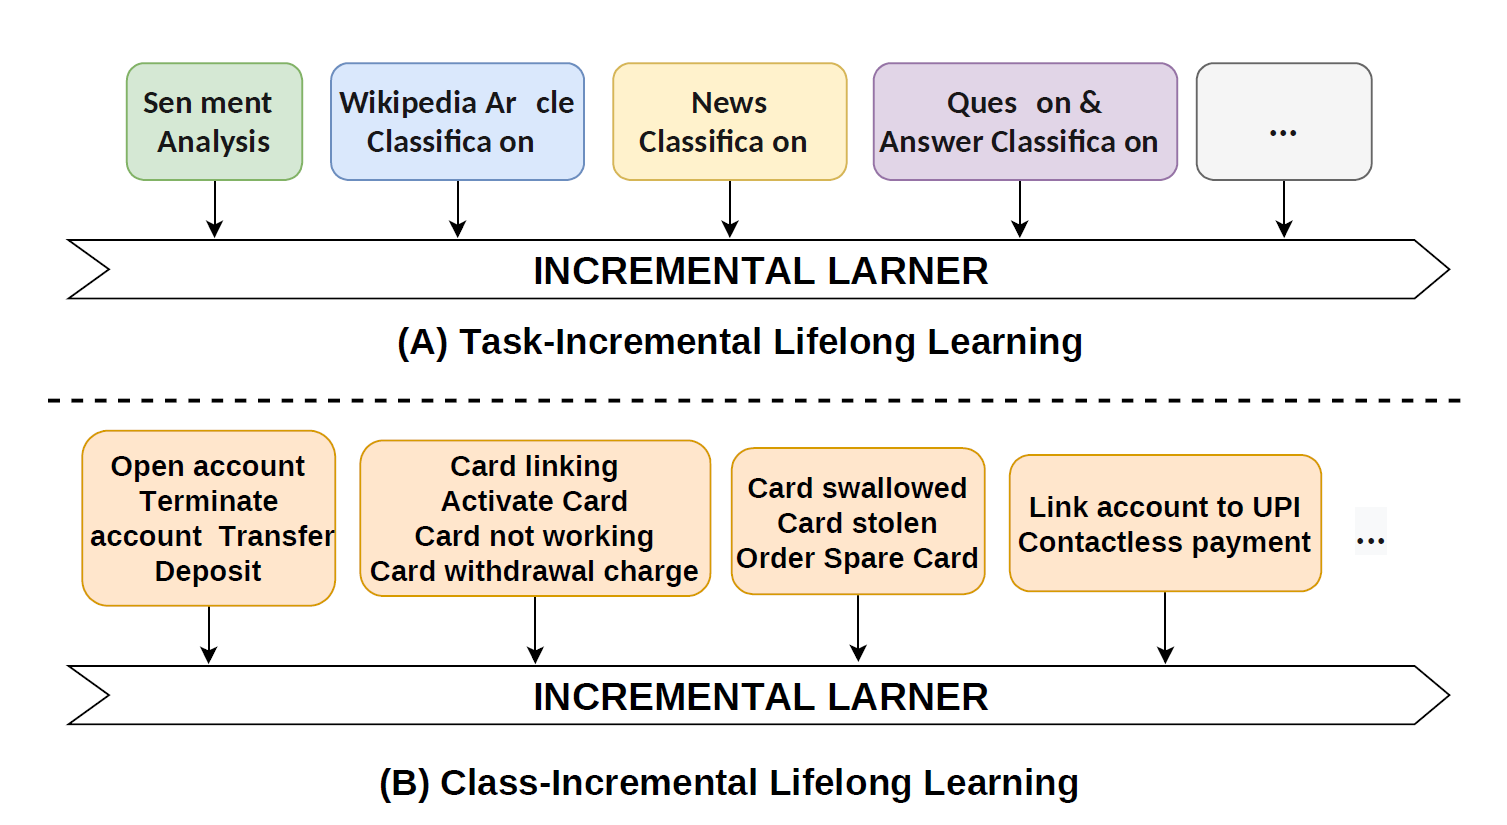 Sen ment
Analysis
Wikipedia Ar cle
Classifica on
News
Classifica on
Ques on &
Answer Classifica on
...
INCREMENTAL LARNER
(A) Task-Incremental Lifelong Learning
Open account
Terminate
account Transfer
Deposit
Card linking
Activate Card
Card not working
Card withdrawal charge
Card swallowed
Card stolen
Order Spare Card
Link account to UPI
Contactless payment
...
INCREMENTAL LARNER
(B) Class-Incremental Lifelong Learning